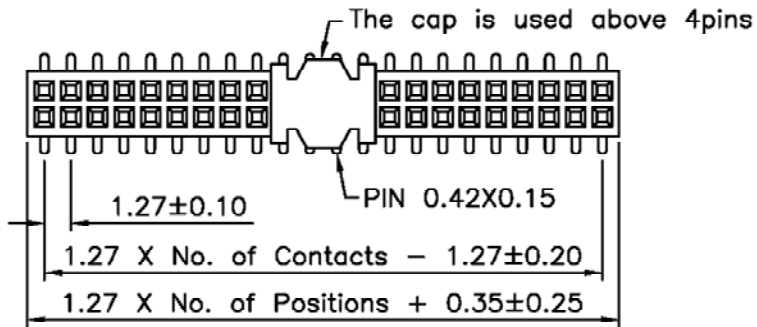 The cap is used above 4pins
PIN 0.42X0.15
1.27±0.10
1.27 X No. of Contacts - 1.27±0.20
1.27 X No. of Positions + 0.35±0.25